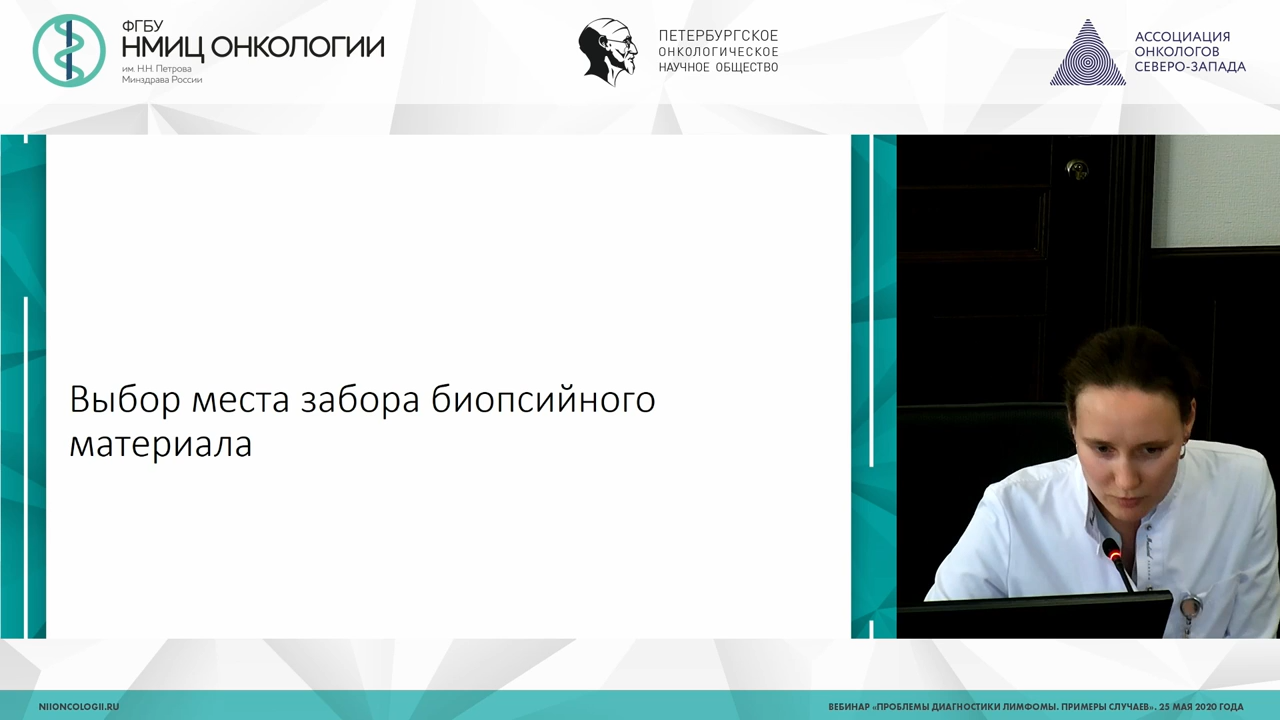 ФГБУ
НМИЦ ОНКОЛОГИИ
им. Н.Н. Петрова
Минздрава России
ПЕТЕРБУРГСКОЕ
ОНКОЛОГИЧЕСКОЕ
НАУЧНОЕ ОБЩЕСТВО
АССОЦИАЦИЯ
ОНКОЛОГОВ
СЕВЕРО-ЗАПАДА
Выбор места забора биопсийного
материала
NIIONCOLOGII.RU
ВЕБИНАР «ПРОБЛЕМЫ ДИАГНОСТИКИ ЛИМФОМЫ. ПРИМЕРЫ СЛУЧАЕВ». 25 МАЯ 2020 ГОДА